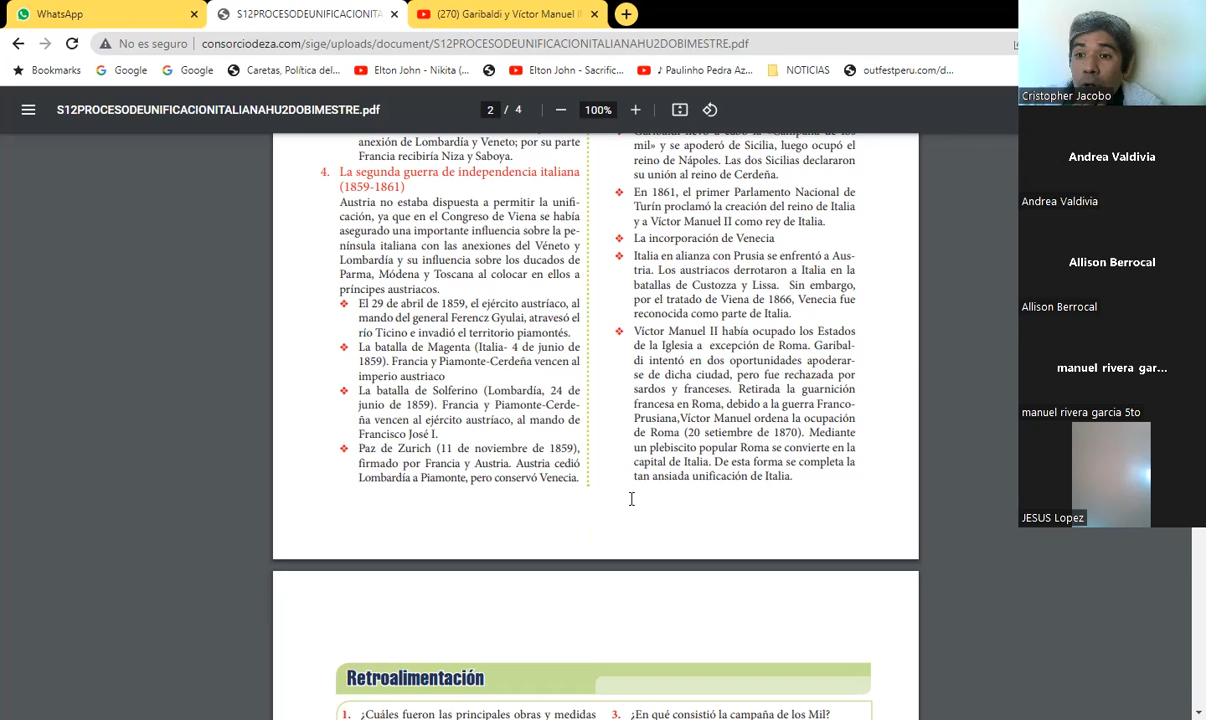 WhatsApp
S12PROCESODEUNIFICACIONITA
(270) Garibaldi y Víctor Manuel I
No es seguro
consorciodeza.com/sige/uploads/document/S12PROCESODEUNIFICACIONITALIANAHU2DOBIMESTRE.pdf
Bookmarks
Google
Google
Caretas, Política del...
Elton John - Nikita (...
Elton John - Sacrific...
♪ Paulinho Pedra Az...
NOTICIAS
outfestperu.com/d...
S12PROCESODEUNIFICACIONITALIANAHU2DOBIMESTRE.pdf
2 / 4
100%
anexión de Lombardía y Veneto; por su parte
Francia recibiría Niza y Saboya.
4. La segunda guerra de independencia italiana
(1859-1861)
Austria no estaba dispuesta a permitir la unifi-
cación, ya que en el Congreso de Viena se había
asegurado una importante influencia sobre la pe-
nínsula italiana con las anexiones del Véneto y
Lombardía y su influencia sobre los ducados de
Parma, Módena y Toscana al colocar en ellos a
príncipes austriacos.
❖ El 29 de abril de 1859, el ejército austríaco, al
mando del general Ferencz Gyulai, atravesó el
río Ticino e invadió el territorio piamontés.
❖ La batalla de Magenta (Italia- 4 de junio de
1859). Francia y Piamonte-Cerdeña vencen al
imperio austriaco
❖ La batalla de Solferino (Lombardía, 24 de
junio de 1859). Francia y Piamonte-Cerde-
ña vencen al ejército austríaco, al mando de
Francisco José I.
❖ Paz de Zurich (11 de noviembre de 1859),
firmado por Francia y Austria. Austria cedió
Lombardía a Piamonte, pero conservó Venecia.
Garibaldi llevó a cabo la «Campaña de los
mil» y se apoderó de Sicilia, luego ocupó el
reino de Nápoles. Las dos Sicilias declararon
su unión al reino de Cerdeña.
❖ En 1861, el primer Parlamento Nacional de
Turín proclamó la creación del reino de Italia
y a Víctor Manuel II como rey de Italia.
❖ La incorporación de Venecia
❖ Italia en alianza con Prusia se enfrentó a Aus-
tria. Los austriacos derrotaron a Italia en la
batallas de Custozza y Lissa. Sin embargo,
por el tratado de Viena de 1866, Venecia fue
reconocida como parte de Italia.
❖ Víctor Manuel II había ocupado los Estados
de la Iglesia a excepción de Roma. Garibal-
di intentó en dos oportunidades apoderar-
se de dicha ciudad, pero fue rechazada por
sardos y franceses. Retirada la guarnición
francesa en Roma, debido a la guerra Franco-
Prusiana,Víctor Manuel ordena la ocupación
de Roma (20 setiembre de 1870). Mediante
un plebiscito popular Roma se convierte en la
capital de Italia. De esta forma se completa la
tan ansiada unificación de Italia.
Retroalimentación
1. ¿Cuáles fueron las principales obras y medidas
3. ¿En qué consistió la campaña de los Mil?
Cristopher Jacobo
Andrea Valdivia
Andrea Valdivia
Allison Berrocal
Allison Berrocal
manuel rivera gar...
manuel rivera garcia 5to
JESUS Lopez